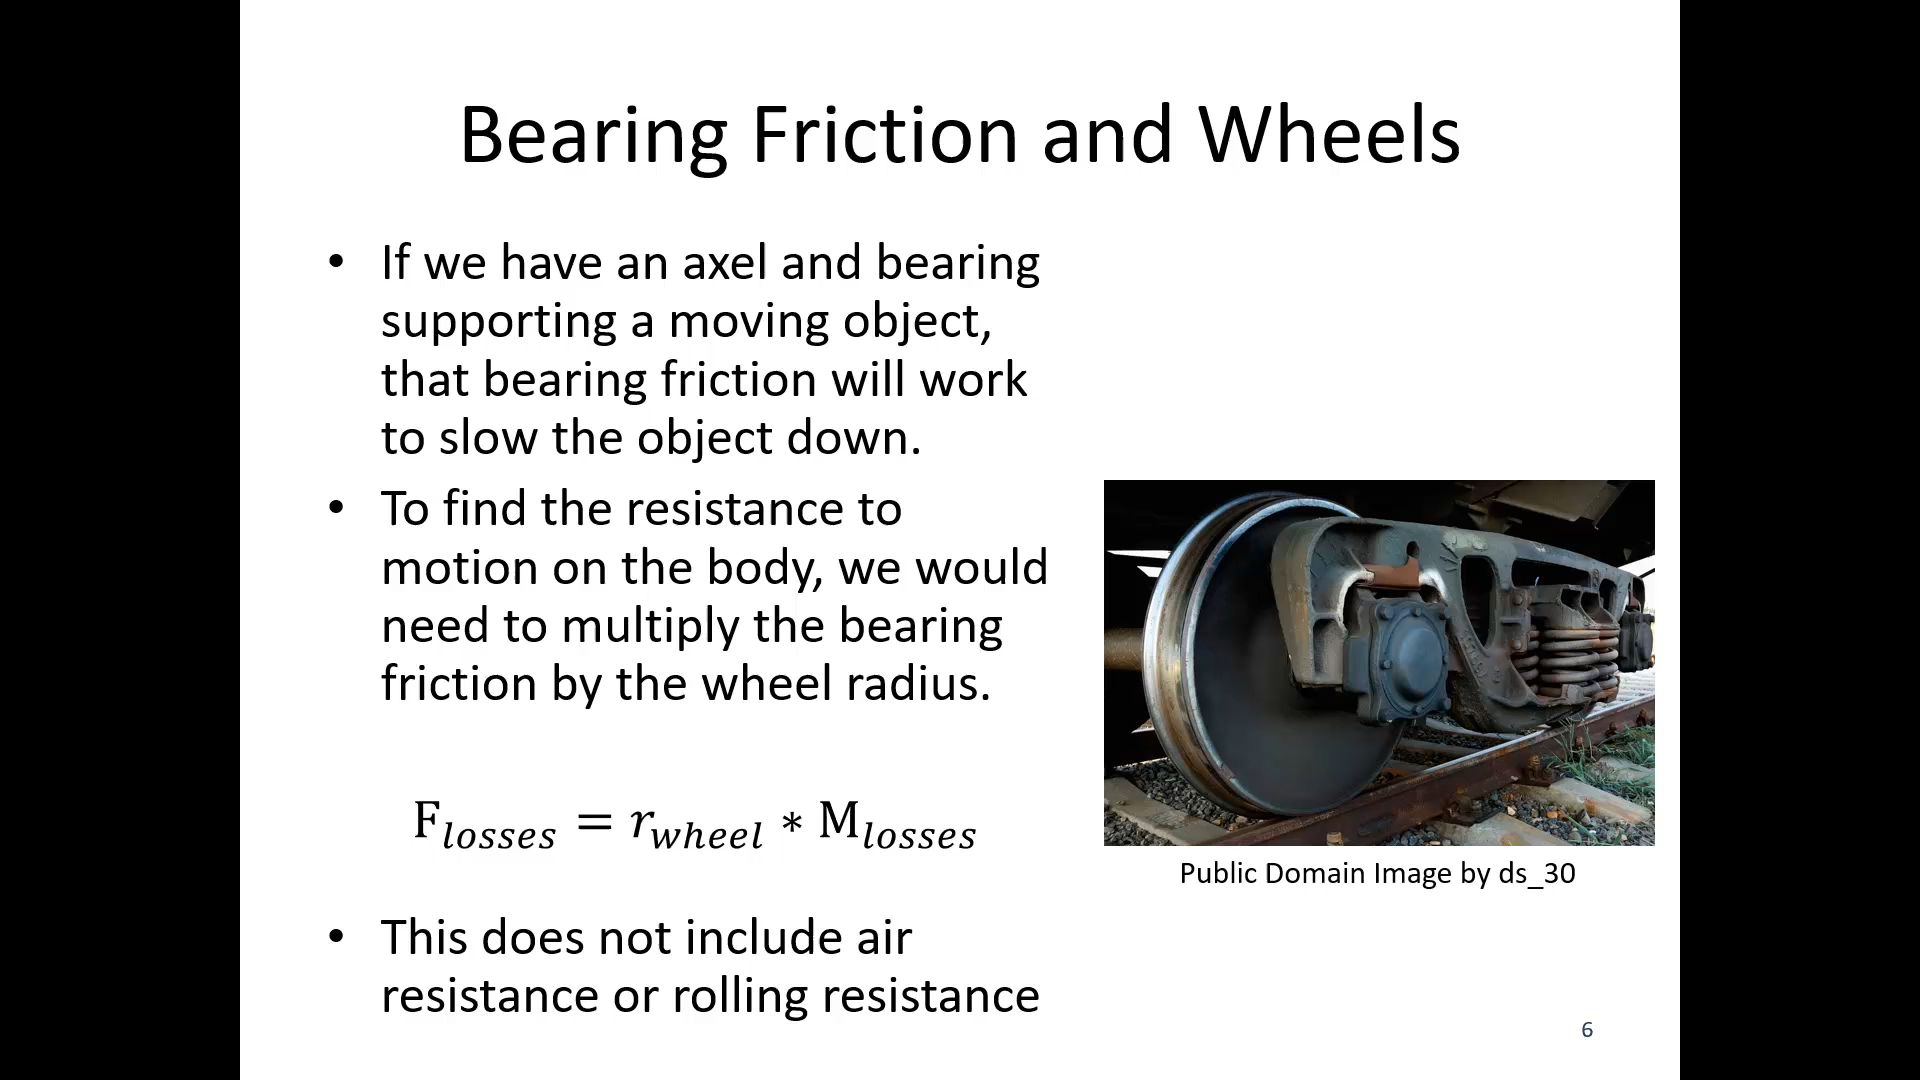 Bearing Friction and Wheels
• If we have an axel and bearing
supporting a moving object,
that bearing friction will work
to slow the object down.
• To find the resistance to
motion on the body, we would
need to multiply the bearing
friction by the wheel radius.
F_losses = r_wheel * M_losses
Public Domain Image by ds_30
• This does not include air
resistance or rolling resistance
6